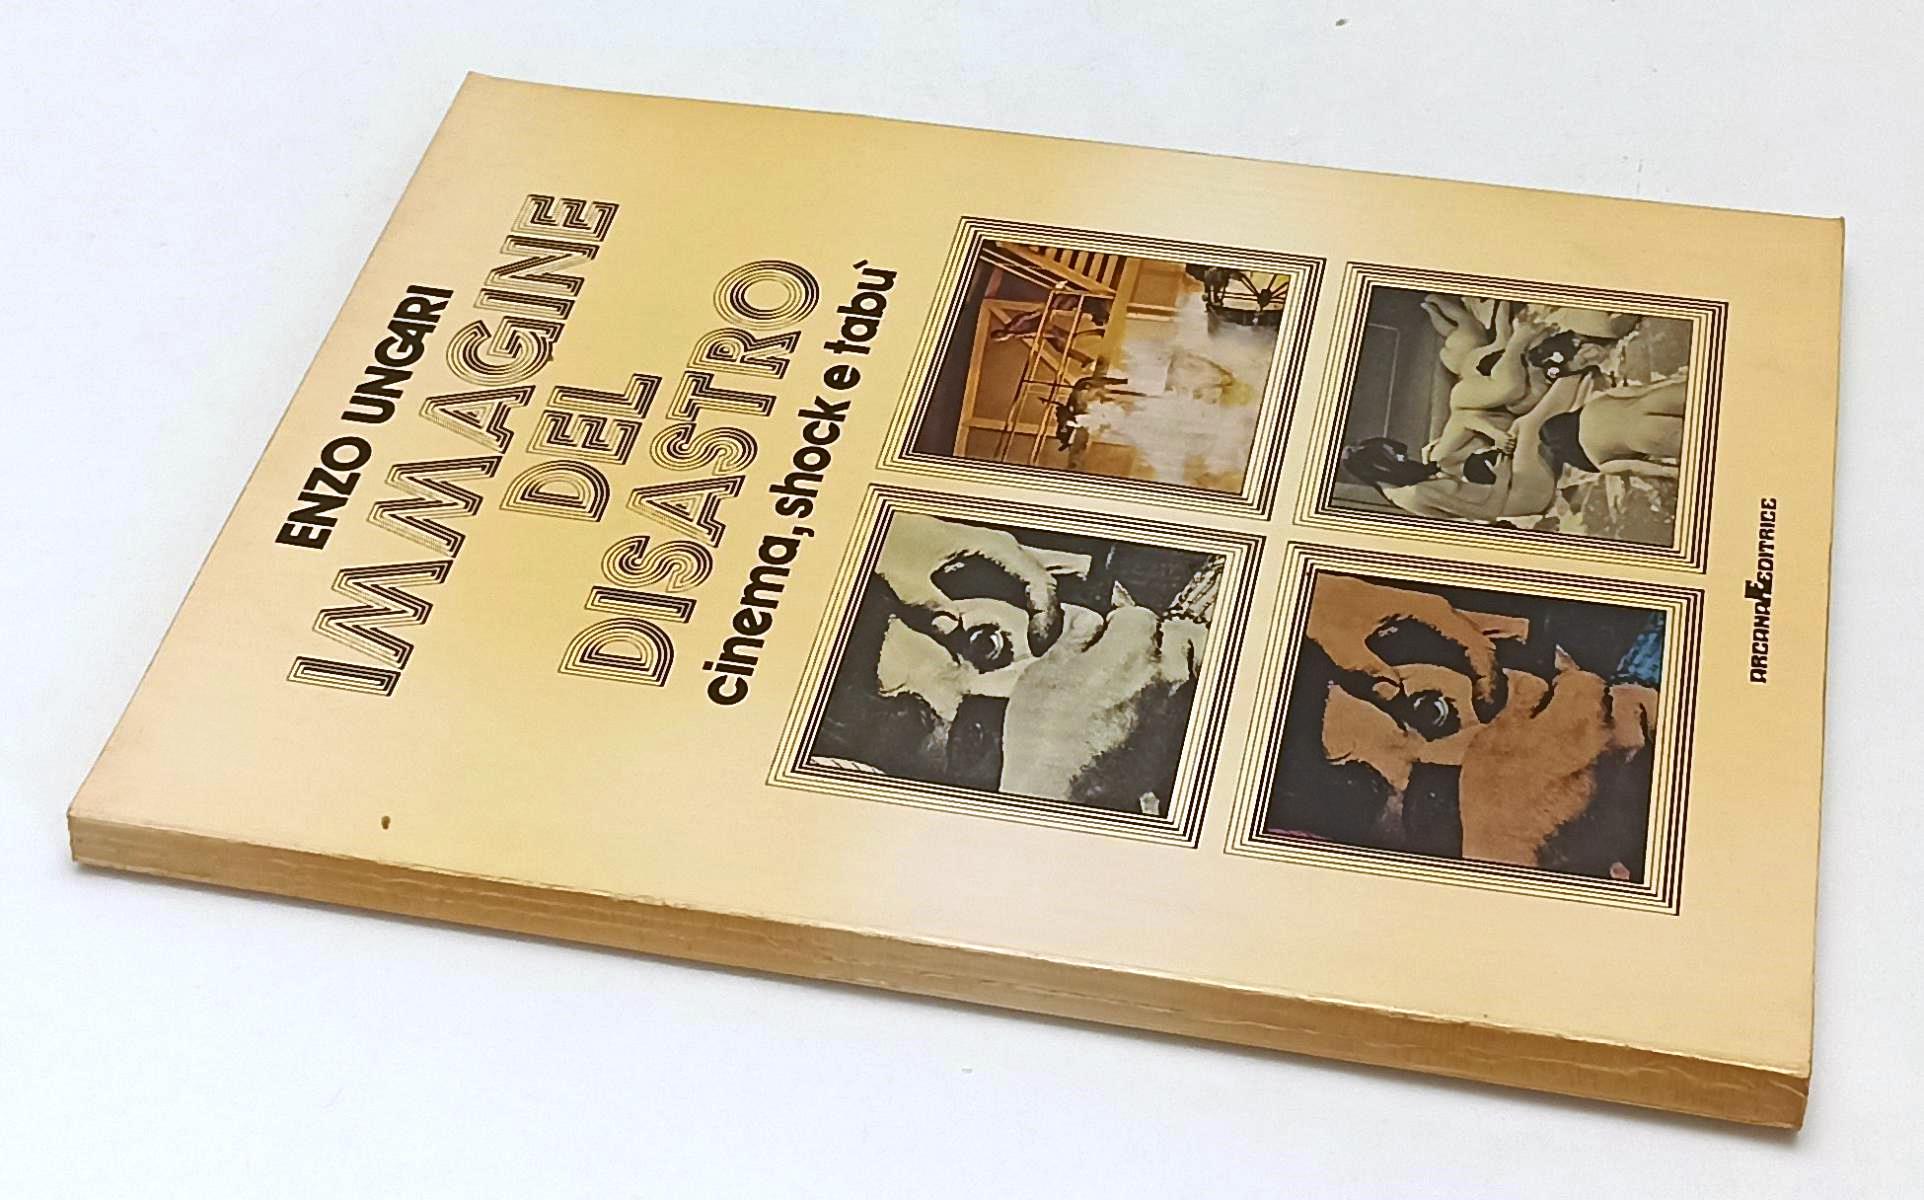 ENZO UNGARI
IMMAGINE
DEL
DISASTRO
cinema, shock e tabù
ARCANA EDITRICE